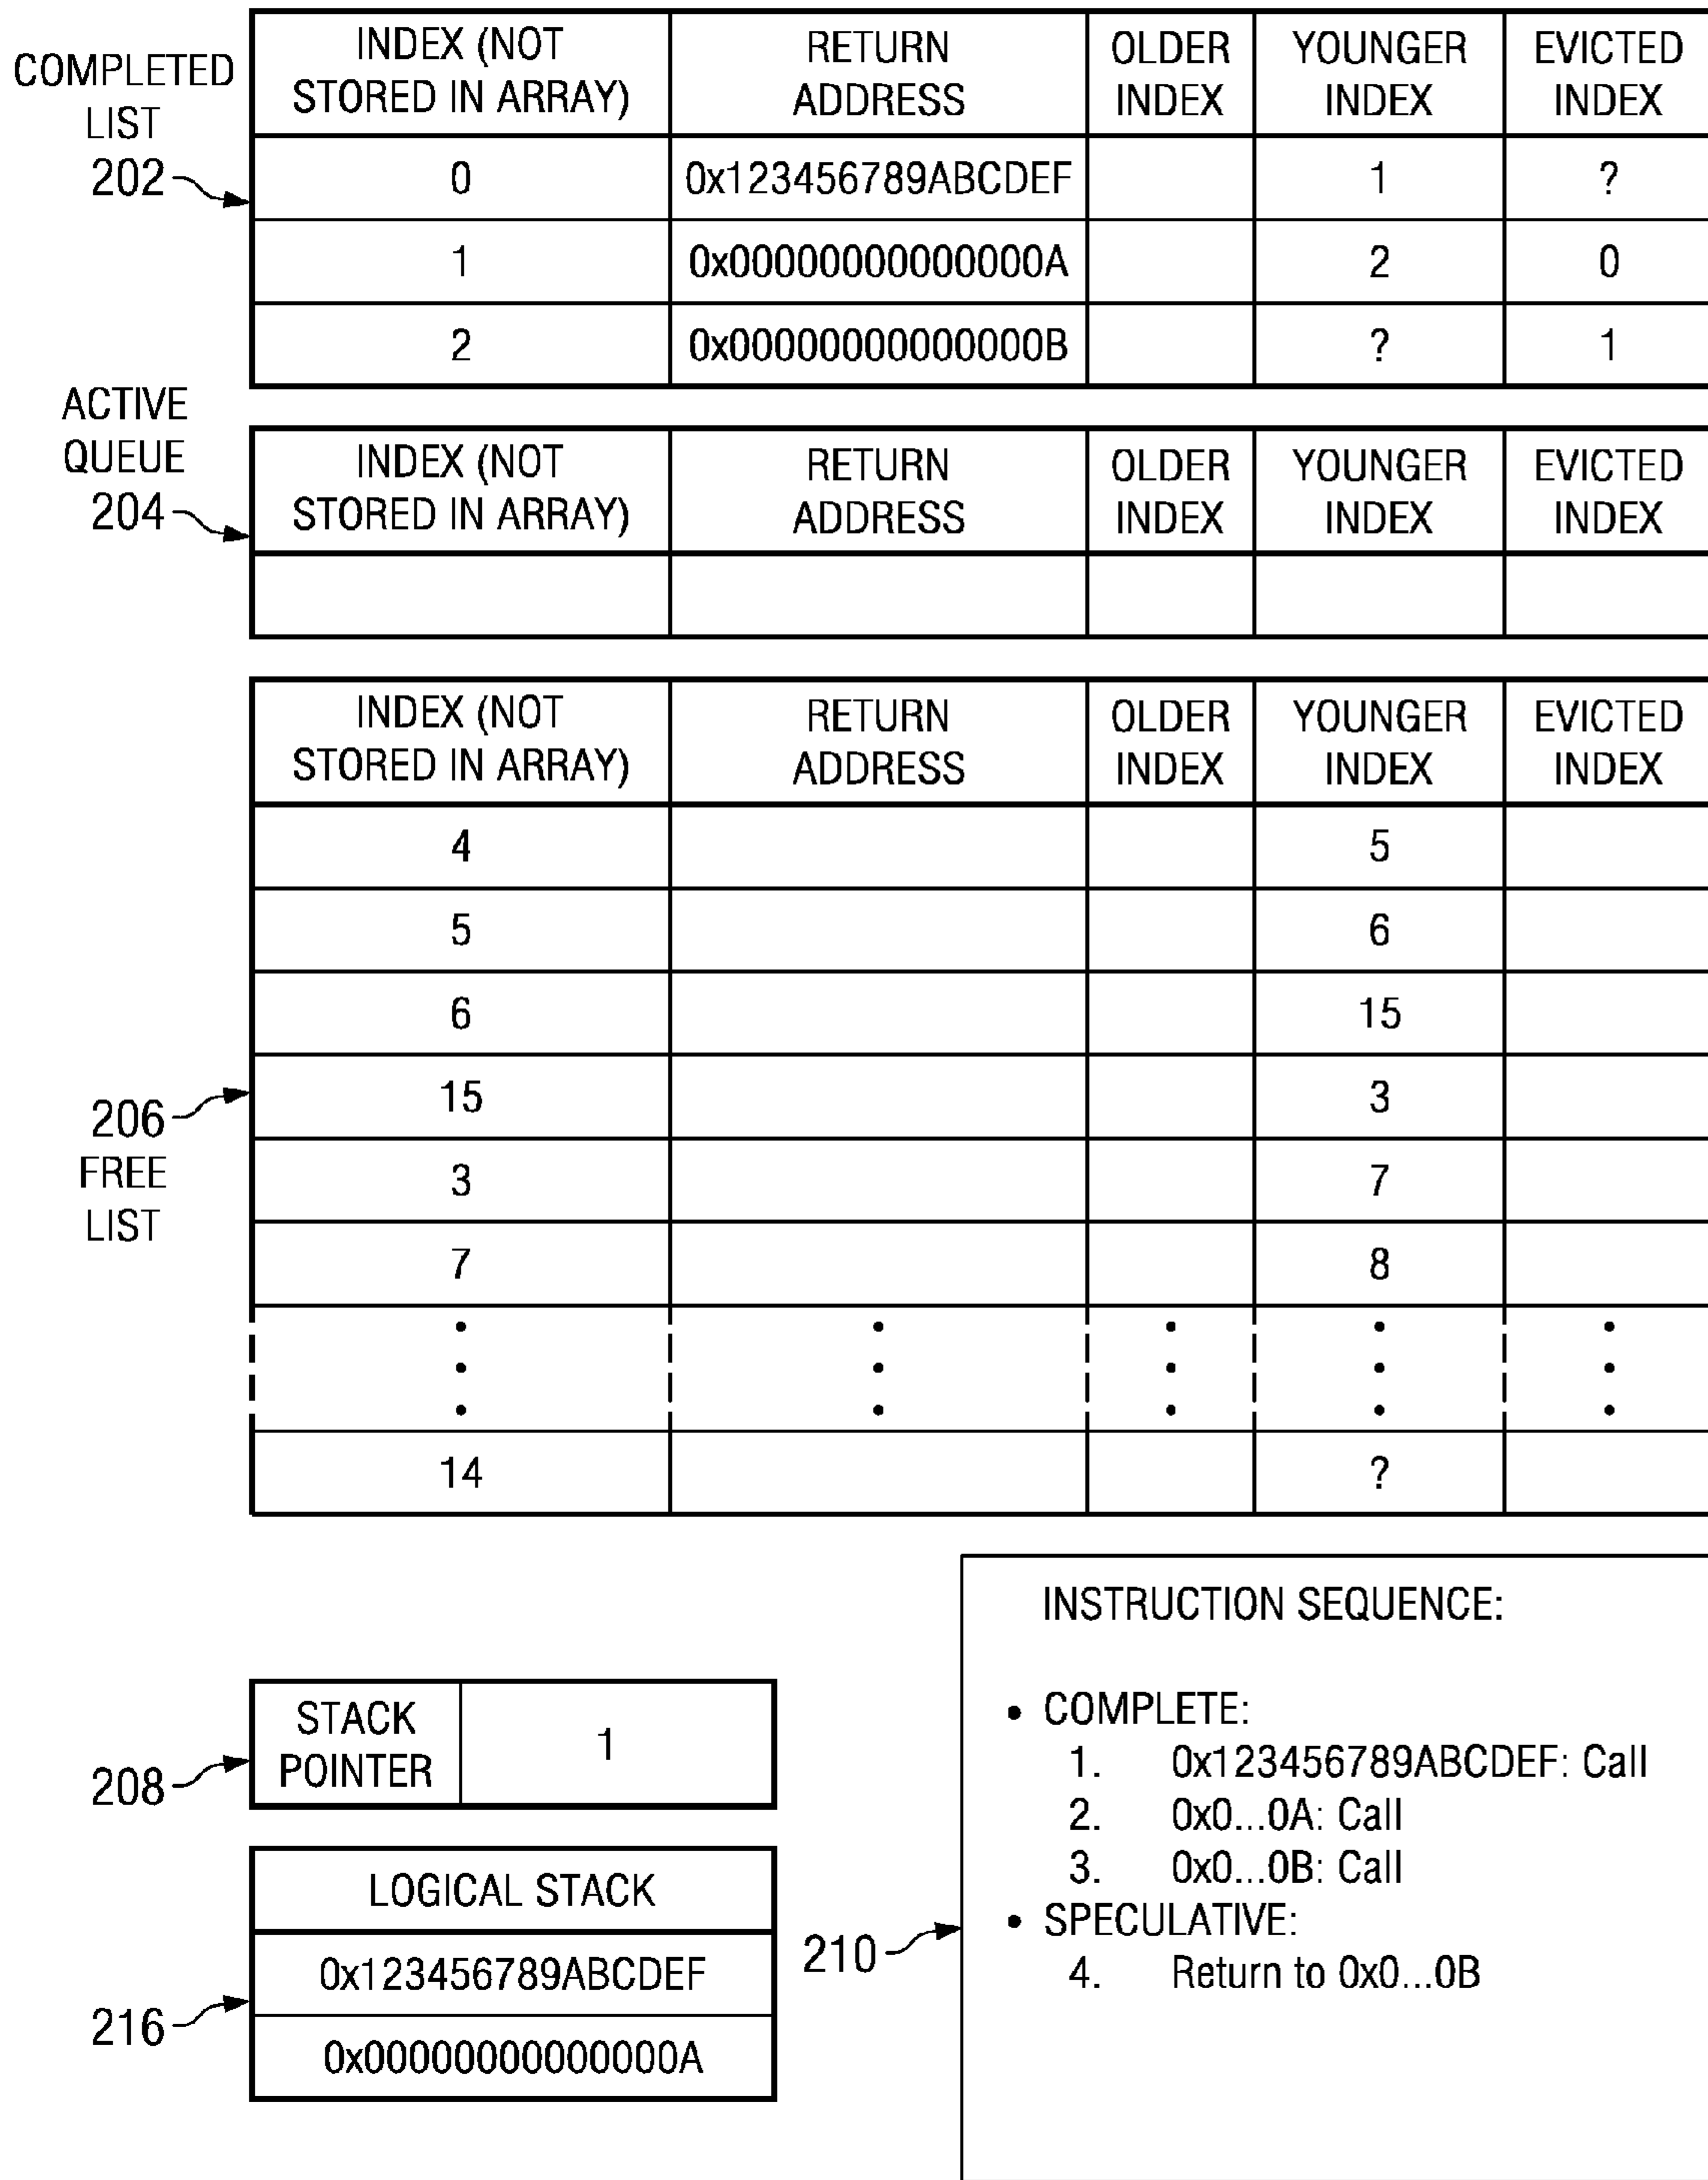 COMPLETED
LIST
202
INDEX (NOT STORED IN ARRAY) RETURN ADDRESS OLDER INDEX YOUNGER INDEX EVICTED INDEX
0 0x123456789ABCDEF 1 ?
1 0x00000000000000A 2 0
2 0x00000000000000B ? 1
ACTIVE
QUEUE
204
INDEX (NOT STORED IN ARRAY) RETURN ADDRESS OLDER INDEX YOUNGER INDEX EVICTED INDEX
206
FREE
LIST
INDEX (NOT STORED IN ARRAY) RETURN ADDRESS OLDER INDEX YOUNGER INDEX EVICTED INDEX
4 5
5 6
6 15
15 3
3 7
7 8
14 ?
208
STACK POINTER 1
216
LOGICAL STACK
0x123456789ABCDEF
0x00000000000000A
210
INSTRUCTION SEQUENCE:
• COMPLETE:
1. 0x123456789ABCDEF: Call
2. 0x0...0A: Call
3. 0x0...0B: Call
• SPECULATIVE:
4. Return to 0x0...0B